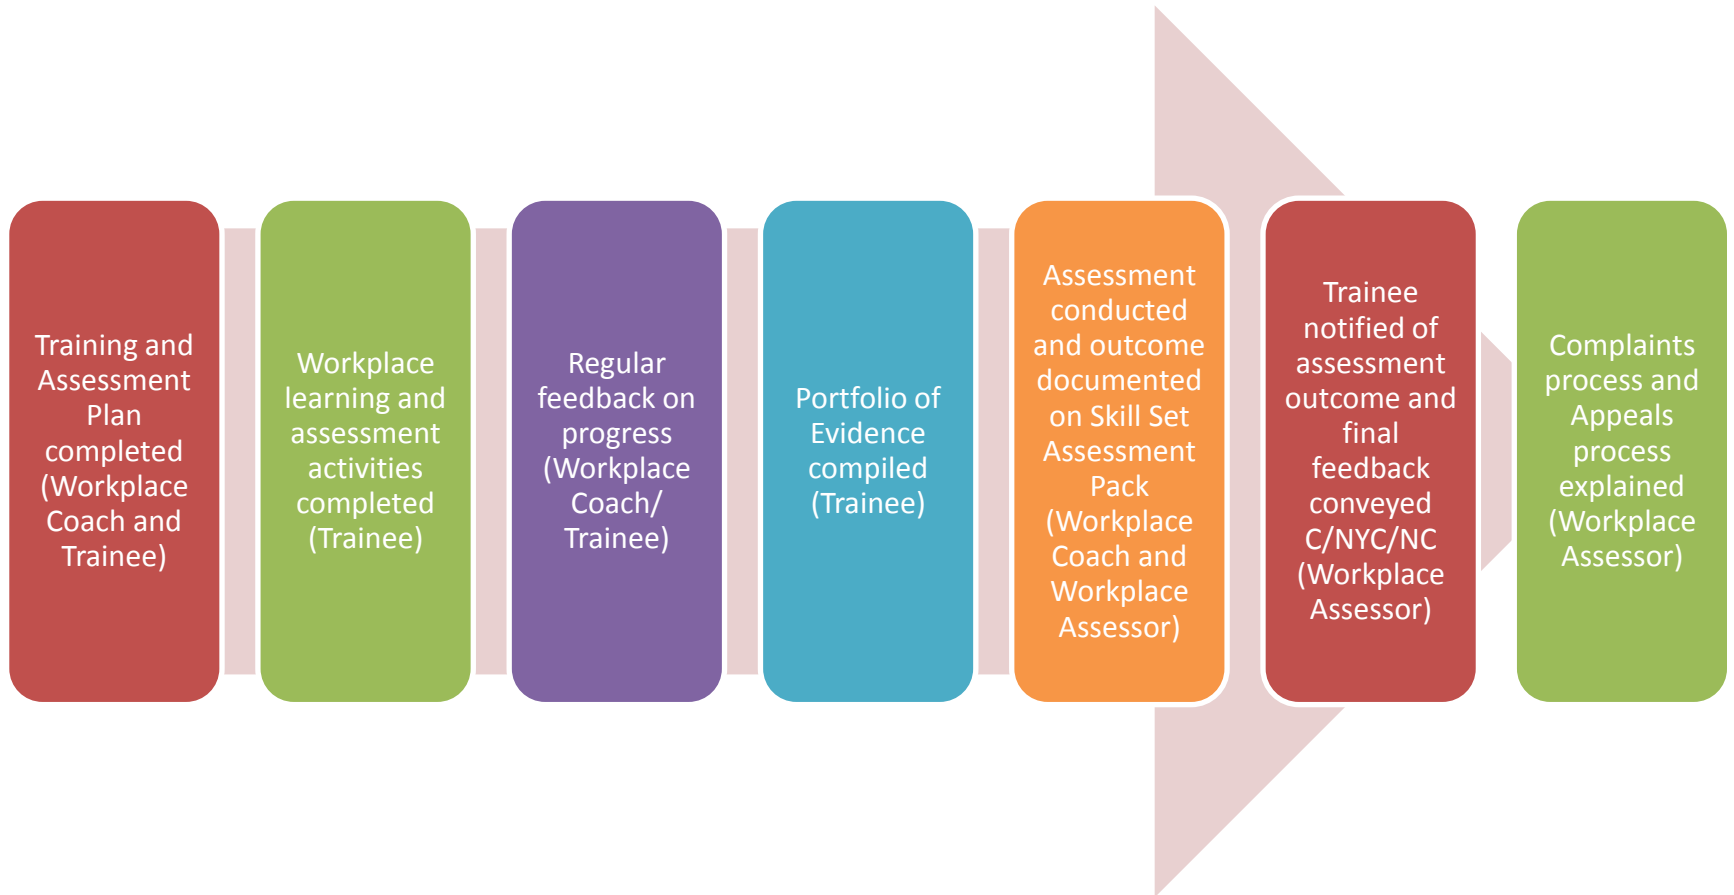 Training and
Assessment
Plan
completed
(Workplace
Coach and
Trainee)
Workplace
learning and
assessment
activities
completed
(Trainee)
Regular
feedback on
progress
(Workplace
Coach/
Trainee)
Portfolio of
Evidence
compiled
(Trainee)
Assessment
conducted
and outcome
documented
on Skill Set
Assessment
Pack
(Workplace
Coach and
Workplace
Assessor)
Trainee
notified of
assessment
outcome and
final
feedback
conveyed
C/NYC/NC
(Workplace
Assessor)
Complaints
process and
Appeals
process
explained
(Workplace
Assessor)